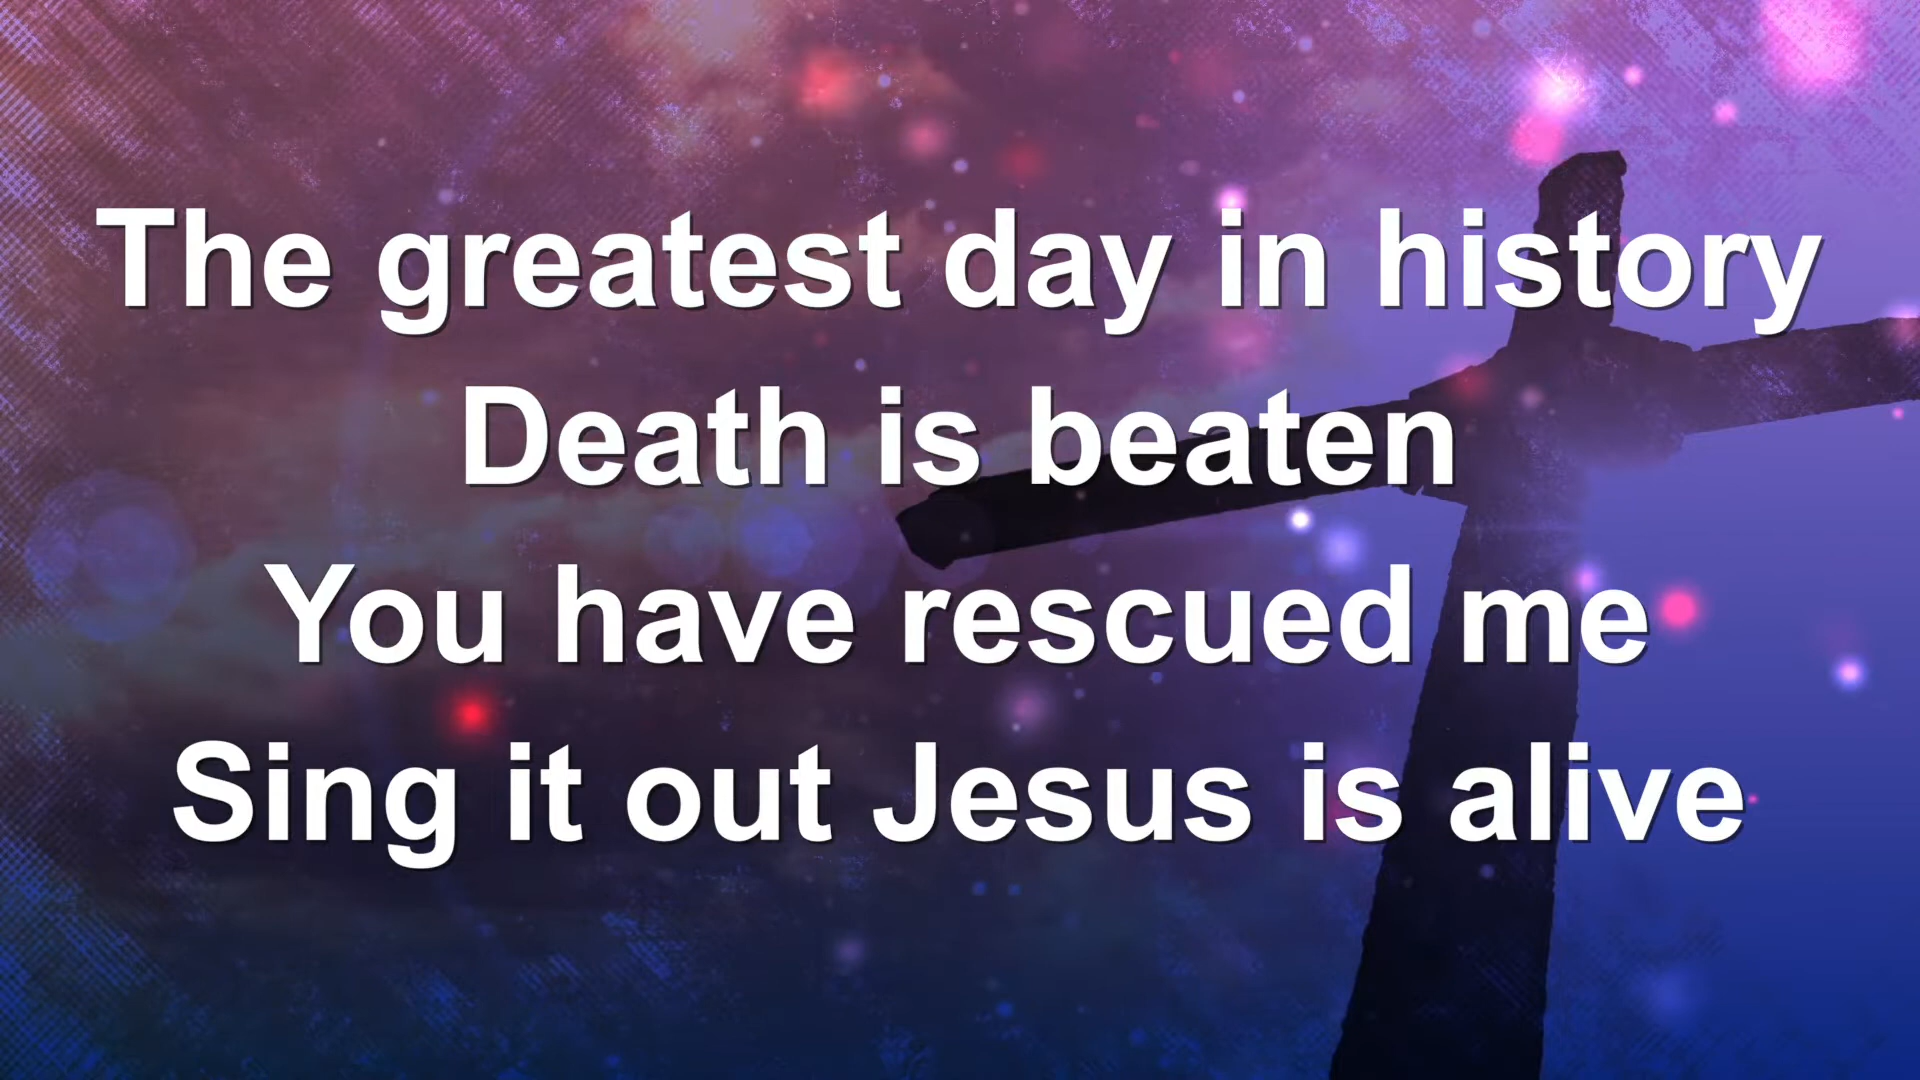 The greatest day in history
Death is beaten
You have rescued me
Sing it out Jesus is alive